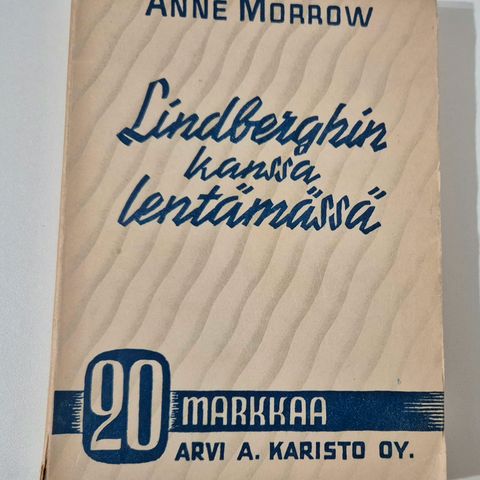 ANNE MORROW
Lindberghin
kanssa
lentämässä
20 MARKKAA
ARVI A. KARISTO OY.